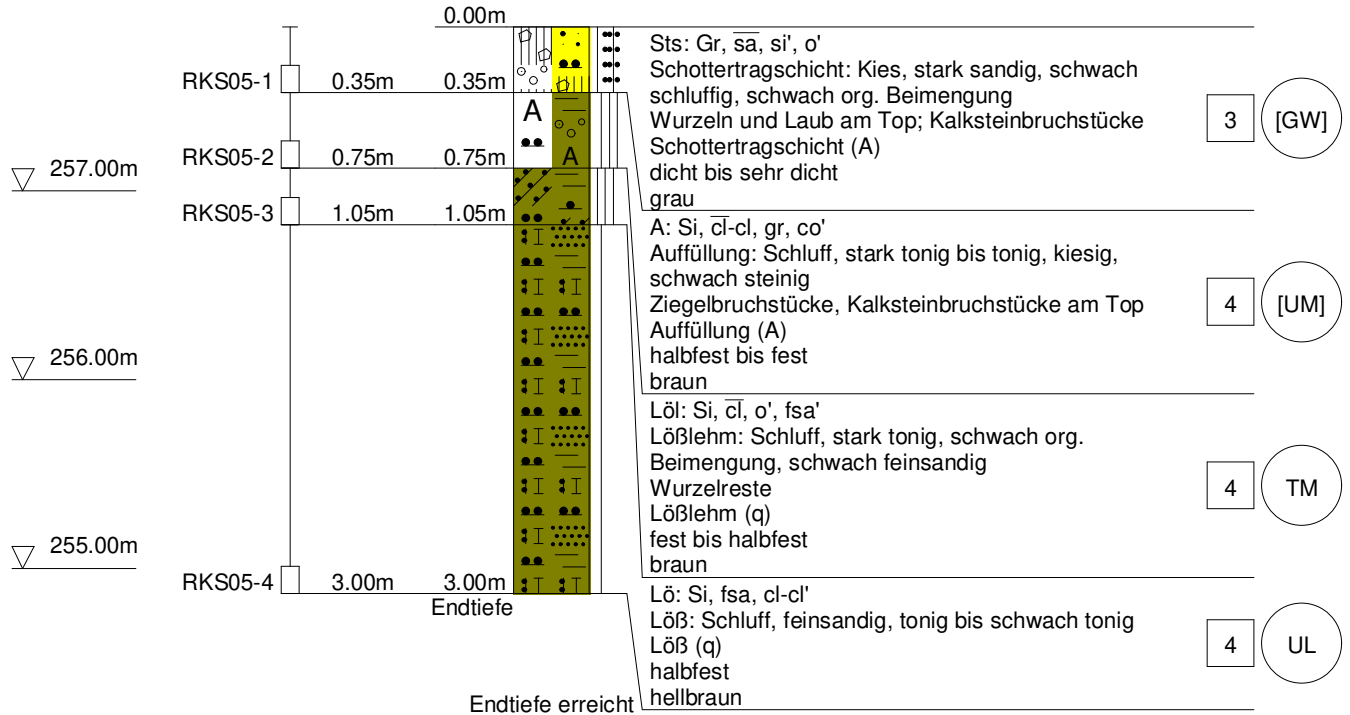 0.00m
RKS05-1 0.35m 0.35m
A
RKS05-2 0.75m 0.75m
A
RKS05-3 1.05m 1.05m
RKS05-4 3.00m 3.00m
Endtiefe
257.00m
256.00m
255.00m
Sts: Gr, s̅a̅, si', o'
Schottertragschicht: Kies, stark sandig, schwach
schluffig, schwach org. Beimengung
Wurzeln und Laub am Top; Kalksteinbruchstücke
Schottertragschicht (A)
dicht bis sehr dicht
grau
3 [GW]
A: Si, c̅l̅-cl, gr, co'
Auffüllung: Schluff, stark tonig bis tonig, kiesig,
schwach steinig
Ziegelbruchstücke, Kalksteinbruchstücke am Top
Auffüllung (A)
halbfest bis fest
braun
4 [UM]
Löl: Si, c̅l̅, o', fsa'
Lößlehm: Schluff, stark tonig, schwach org.
Beimengung, schwach feinsandig
Wurzelreste
Lößlehm (q)
fest bis halbfest
braun
4 TM
Lö: Si, fsa, cl-cl'
Löß: Schluff, feinsandig, tonig bis schwach tonig
Löß (q)
halbfest
hellbraun
4 UL
Endtiefe erreicht